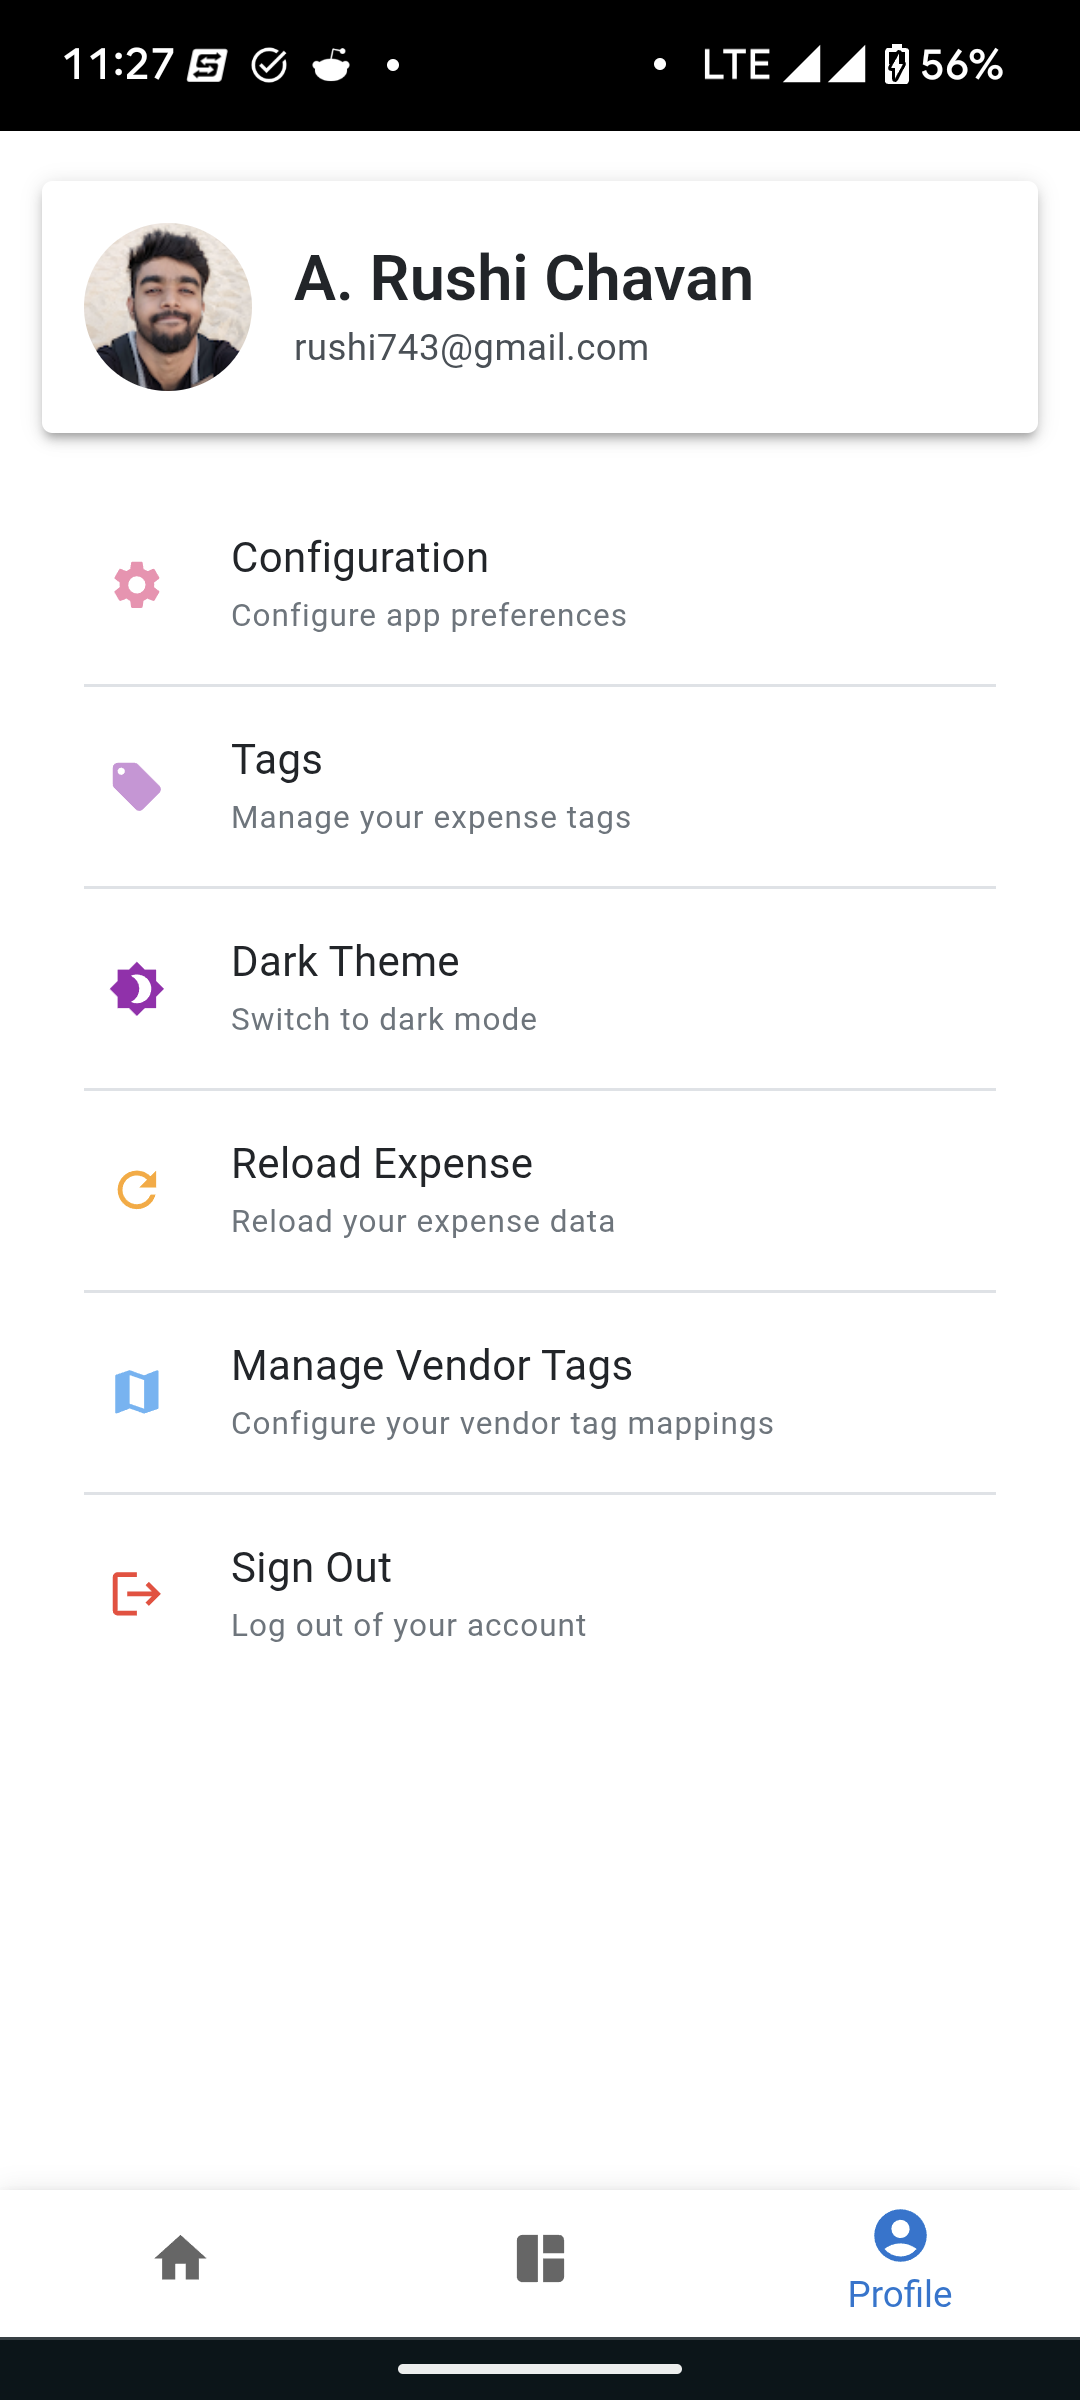 11:27 LTE 56%
A. Rushi Chavan
rushi743@gmail.com
Configuration
Configure app preferences
Tags
Manage your expense tags
Dark Theme
Switch to dark mode
Reload Expense
Reload your expense data
Manage Vendor Tags
Configure your vendor tag mappings
Sign Out
Log out of your account
Profile